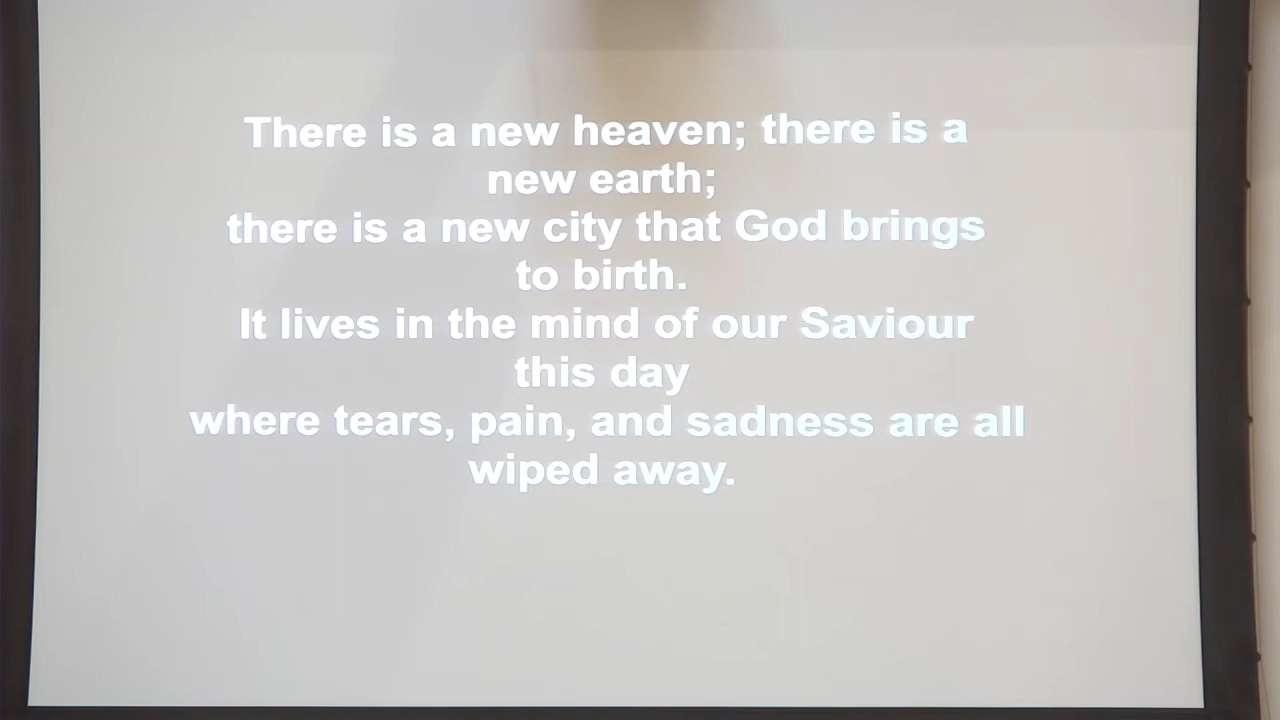 There is a new heaven; there is a
new earth;
there is a new city that God brings
to birth.
It lives in the mind of our Saviour
this day
where tears, pain, and sadness are all
wiped away.